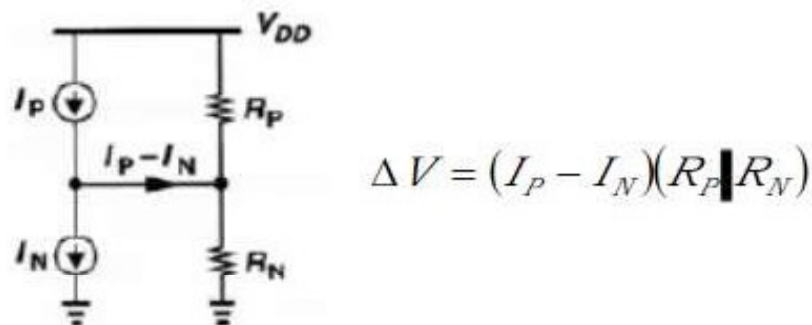 V_DD
I_P
R_P
I_P − I_N
ΔV = (I_P − I_N)(R_P‖R_N)
I_N
R_N